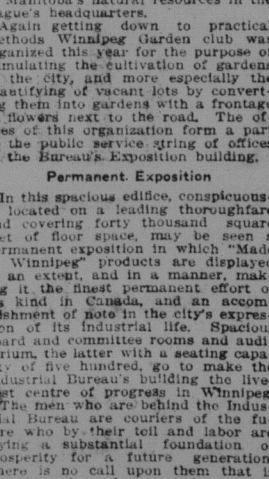 Manitoba's natural resources in the
ague's headquarters.
Again getting down to practical
ethods Winnipeg Garden club was
ganized this year for the purpose of
imulating the cultivation of gardens
the city, and more especially the
autifying of vacant lots by convert-
g them into gardens with a frontage
flowers next to the road. The of-
es of this organization form a part
the public service string of offices
the Bureau's Exposition building.
Permanent Exposition
In this spacious edifice, conspicuous-
located on a leading thoroughfare
nd covering forty thousand square
et of floor space, may be seen a
ermanent exposition in which "Made
Winnipeg" products are displayed
an extent, and in a manner, mak-
g it the finest permanent effort of
s kind in Canada, and an accom-
ishment of note in the city's expres-
on of its industrial life. Spacious
ard and committee rooms and audi-
rium, the latter with a seating capa-
ty of five hundred, go to make the
dustrial Bureau's building the live-
st centre of progress in Winnipeg.
The men who are behind the Indus-
ial Bureau are couriers of the fu-
re who by their toil and labor are
ying a substantial foundation of
osperity for a future generation.
here is no call upon them that is